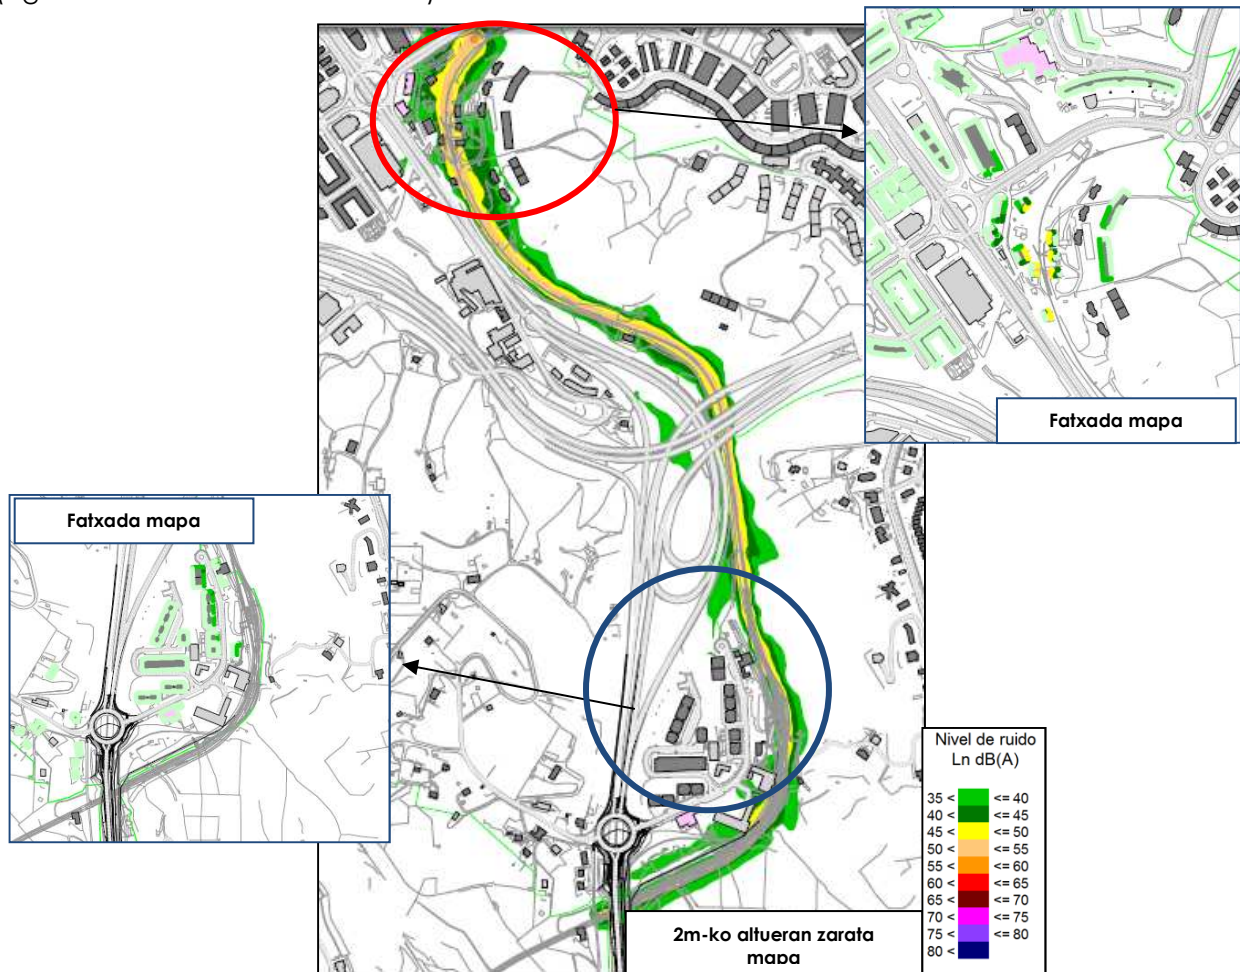 Fatxada mapa
Fatxada mapa
2m-ko altueran zarata
mapa
Nivel de ruido
Ln dB(A)
35 < <= 40
40 < <= 45
45 < <= 50
50 < <= 55
55 < <= 60
60 < <= 65
65 < <= 70
70 < <= 75
75 < <= 80
80 <